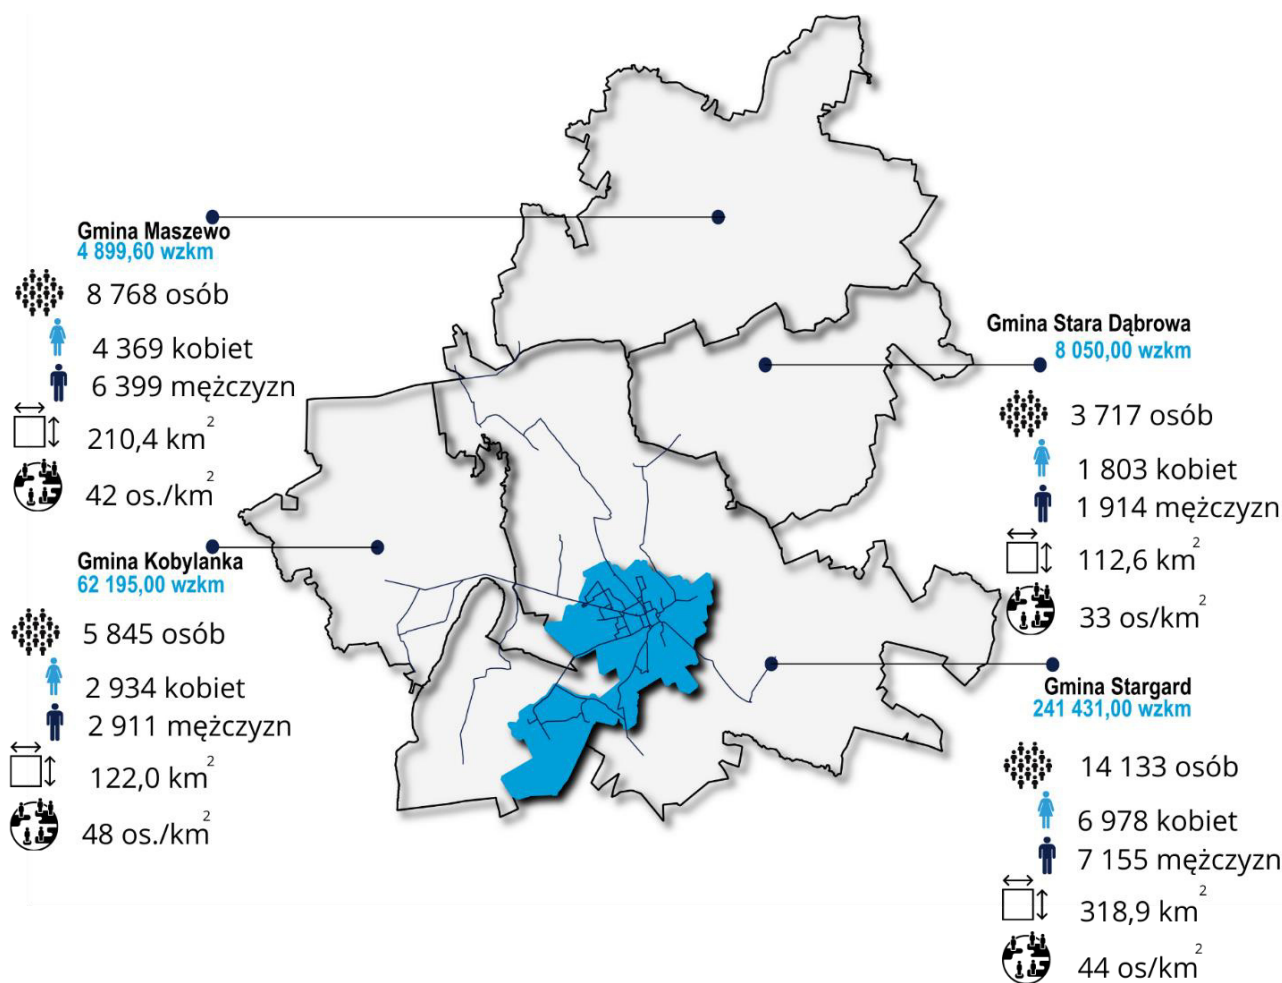 Gmina Maszewo
4 899,60 wzkm
8 768 osób
4 369 kobiet
6 399 mężczyzn
210,4 km²
42 os./km²
Gmina Kobylanka
62 195,00 wzkm
5 845 osób
2 934 kobiet
2 911 mężczyzn
122,0 km²
48 os./km²
Gmina Stara Dąbrowa
8 050,00 wzkm
3 717 osób
1 803 kobiet
1 914 mężczyzn
112,6 km²
33 os/km²
Gmina Stargard
241 431,00 wzkm
14 133 osób
6 978 kobiet
7 155 mężczyzn
318,9 km²
44 os/km²